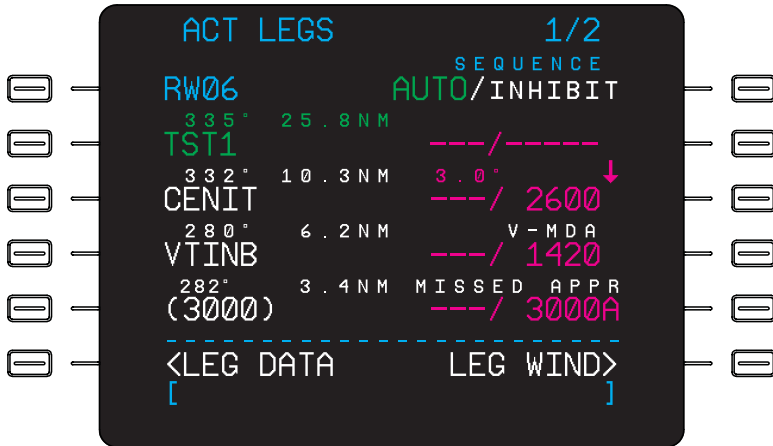 ACT LEGS 1/2
SEQUENCE
RW06 AUTO/INHIBIT
335° 25.8NM
TST1 ---/-----
332° 10.3NM 3.0° ↓
CENIT ---/ 2600
280° 6.2NM V-MDA
VTINB ---/ 1420
282° 3.4NM MISSED APPR
(3000) ---/ 3000A
------------------------
<LEG DATA LEG WIND>
[ ]